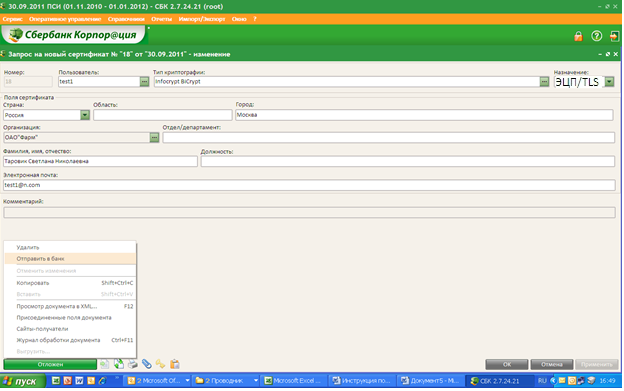 30.09.2011 ПСИ (01.11.2010 - 01.01.2012) - СБК 2.7.24.21 (root)
Сервис Оперативное управление Справочники Отчеты Импорт/Экспорт Окна ?
Сбербанк Корпор@ция
Запрос на новый сертификат № "18" от "30.09.2011" - изменение
Номер: Пользователь: Тип криптографии: Назначение:
18 test1 Infocrypt BiCrypt ЭЦП/TLS
Поля сертификата
Страна: Область: Город:
Россия Москва
Организация: Отдел/департамент:
ОАО"Фарм"
Фамилия, имя, отчество: Должность:
Таровик Светлана Николаевна
Электронная почта:
test1@n.com
Комментарий:
Удалить
Отправить в банк
Отменить изменения
Копировать Shift+Ctrl+C
Вставить Shift+Ctrl+V
Просмотр документа в XML... F12
Присоединенные поля документа
Сайты-получатели
Журнал обработки документа Ctrl+F11
Выгрузить...
Отложен OK Отмена Применить
пуск 2 Microsoft Of... 2 Проводник Microsoft Excel ... Инструкция по... Документ5 - Mi... СБК 2.7.24.21 RU 16:49